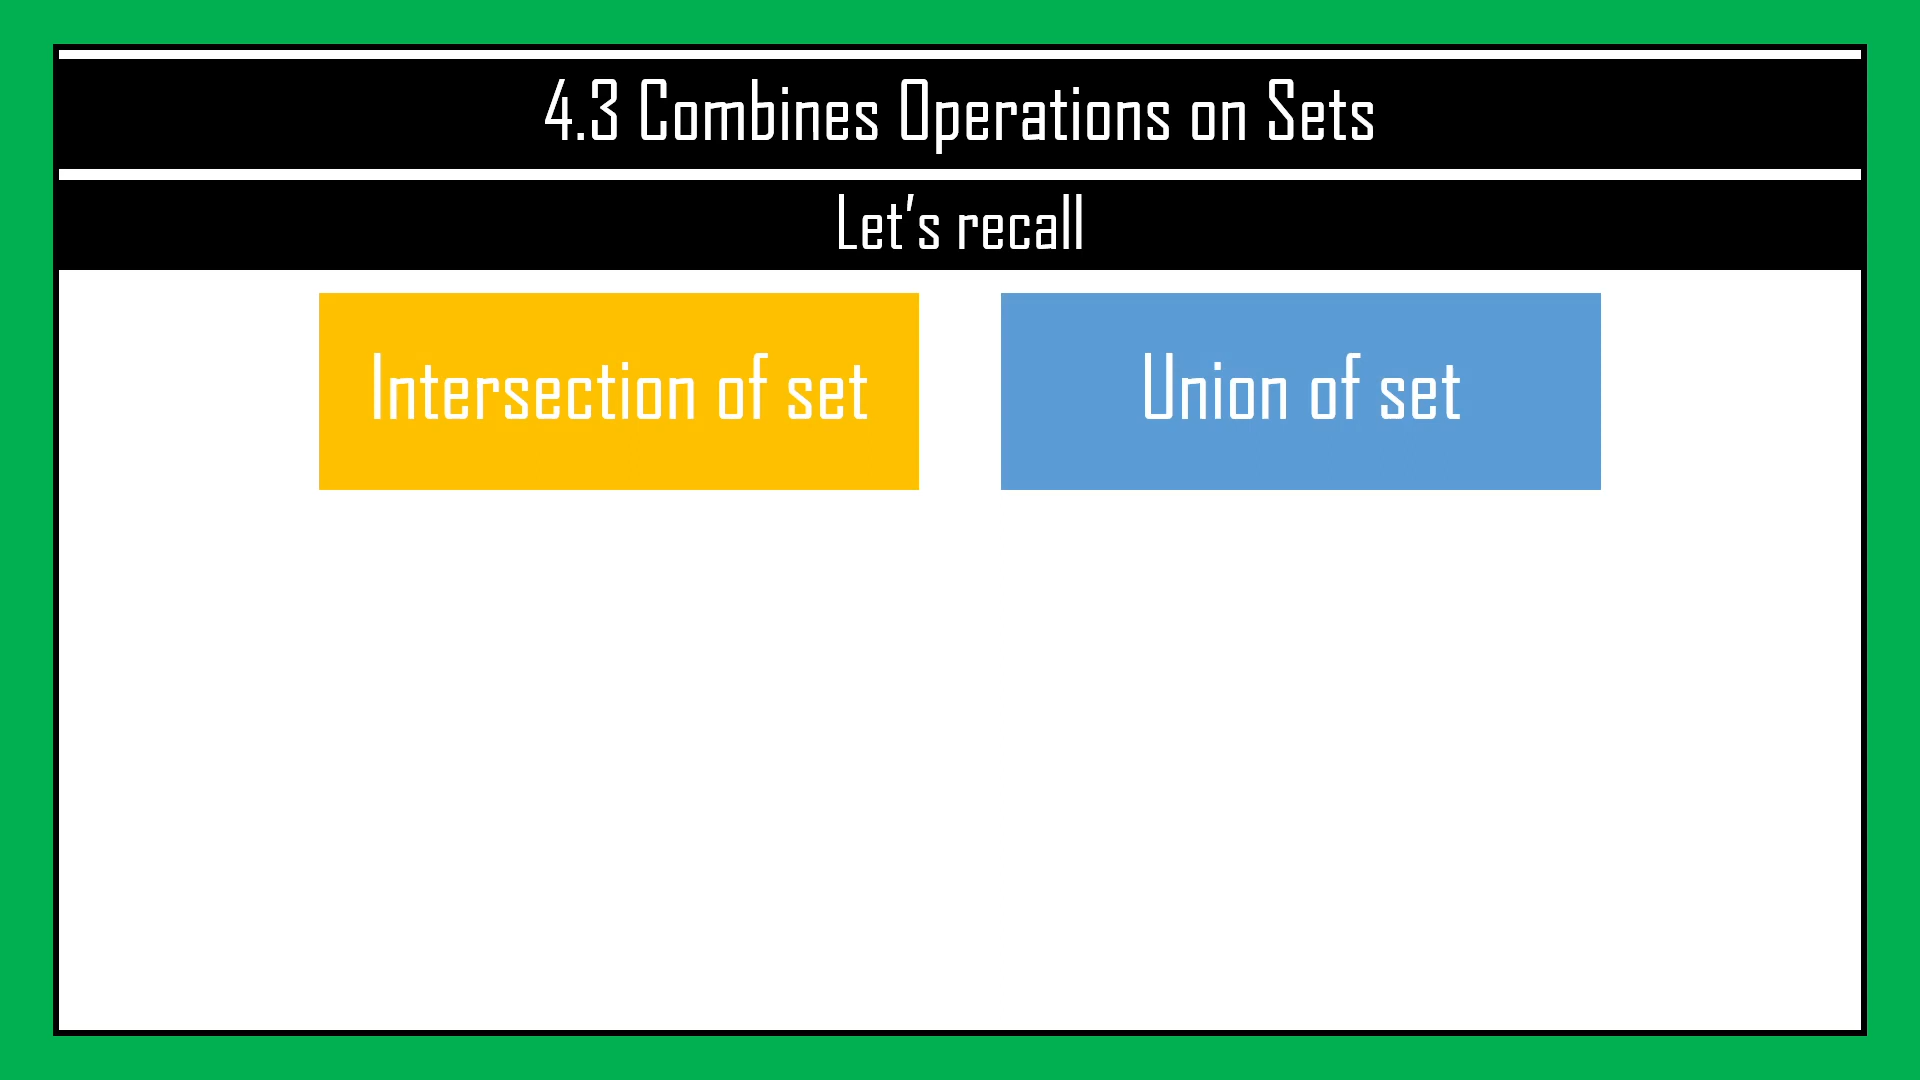 4.3 Combines Operations on Sets
Let's recall
Intersection of set
Union of set